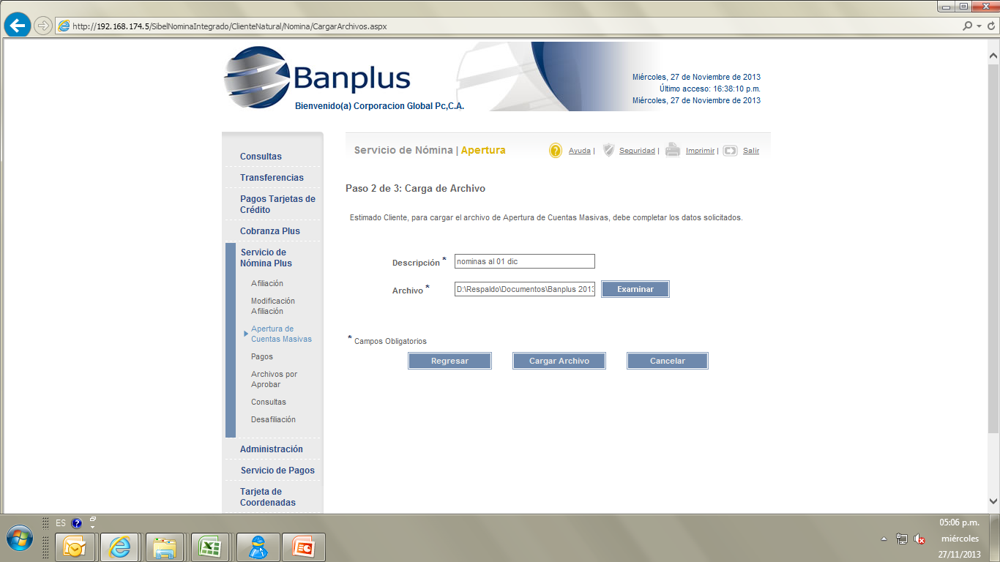 http://192.168.174.5/SibelNominaIntegrado/ClienteNatural/Nomina/CargarArchivos.aspx
Banplus
Bienvenido(a) Corporacion Global Pc,C.A.
Miércoles, 27 de Noviembre de 2013
Último acceso: 16:38:10 p.m.
Miércoles, 27 de Noviembre de 2013
Consultas
Transferencias
Pagos Tarjetas de
Crédito
Cobranza Plus
Servicio de
Nómina Plus
Afiliación
Modificación
Afiliación
Apertura de
Cuentas Masivas
Pagos
Archivos por
Aprobar
Consultas
Desafiliación
Administración
Servicio de Pagos
Tarjeta de
Coordenadas
Servicio de Nómina | Apertura
Ayuda | Seguridad | Imprimir | Salir
Paso 2 de 3: Carga de Archivo
Estimado Cliente, para cargar el archivo de Apertura de Cuentas Masivas, debe completar los datos solicitados.
Descripción * nominas al 01 dic
Archivo * D:\Respaldo\Documentos\Banplus 2013 Examinar
* Campos Obligatorios
Regresar Cargar Archivo Cancelar
ES
05:06 p.m.
miércoles
27/11/2013